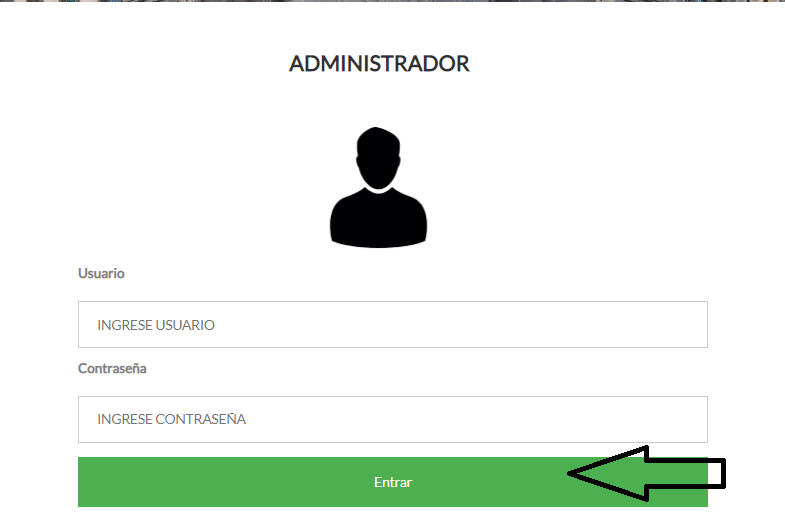 ADMINISTRADOR
Usuario
INGRESE USUARIO
Contraseña
INGRESE CONTRASEÑA
Entrar